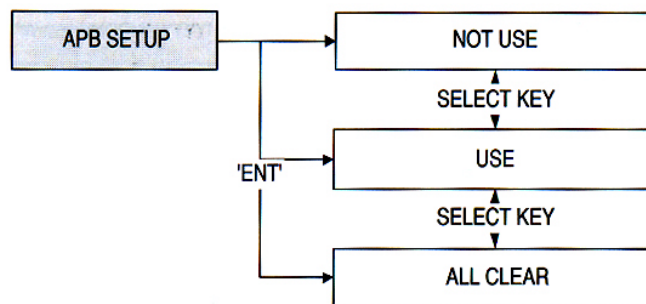 APB SETUP
NOT USE
SELECT KEY
USE
'ENT'
SELECT KEY
ALL CLEAR